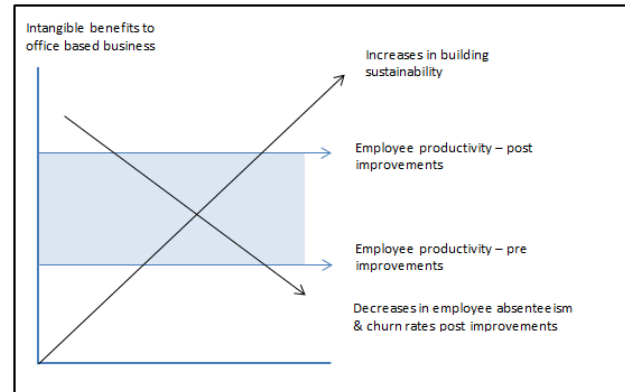 Intangible benefits to
office based business
Increases in building
sustainability
Employee productivity – post
improvements
Employee productivity – pre
improvements
Decreases in employee absenteeism
& churn rates post improvements